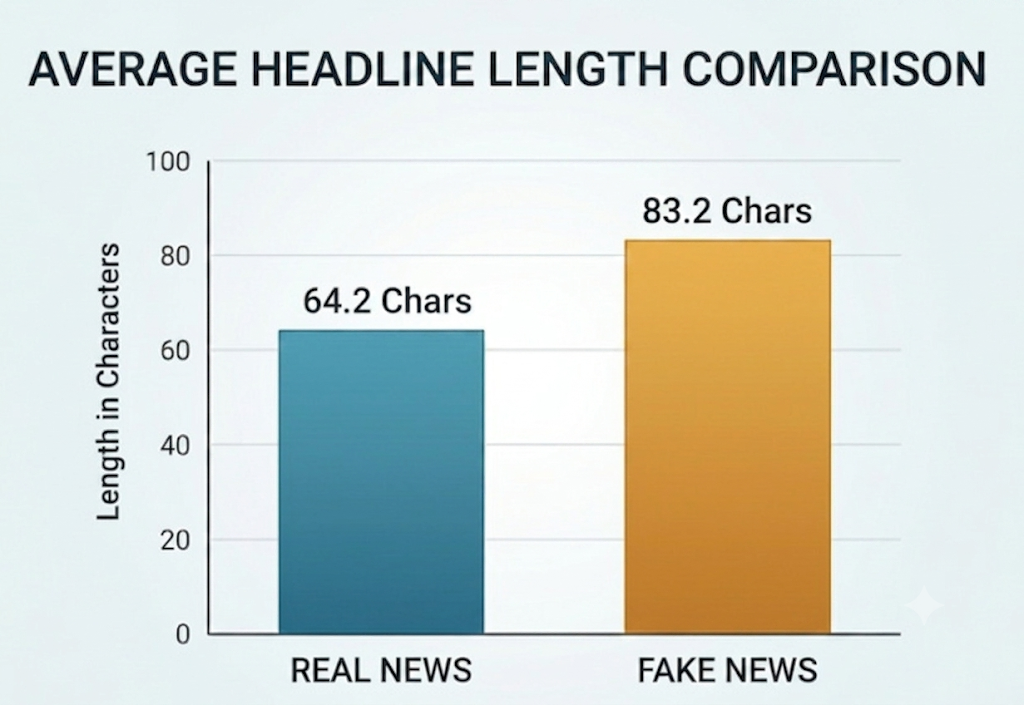 AVERAGE HEADLINE LENGTH COMPARISON
100
80
60
40
20
0
Length in Characters
64.2 Chars
83.2 Chars
REAL NEWS
FAKE NEWS